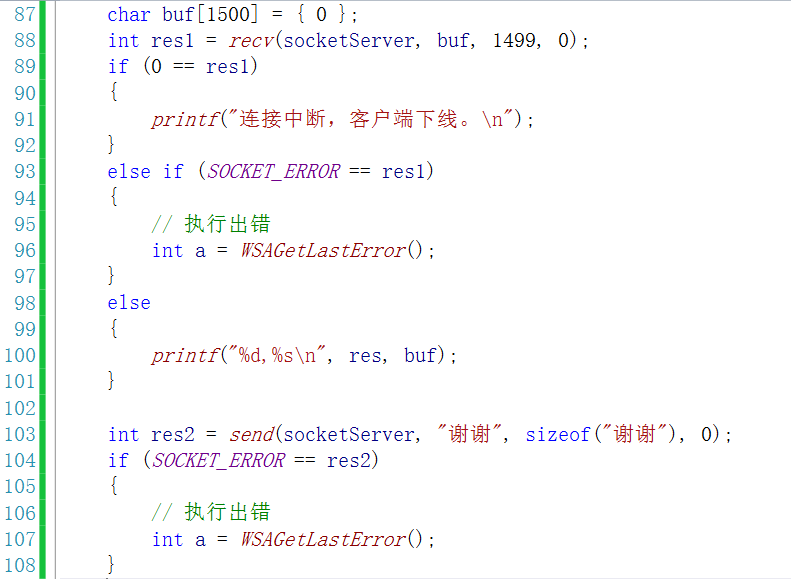 87 char buf[1500] = { 0 };
88 int res1 = recv(socketServer, buf, 1499, 0);
89 if (0 == res1)
90 {
91 printf("连接中断，客户端下线。\n");
92 }
93 else if (SOCKET_ERROR == res1)
94 {
95 // 执行出错
96 int a = WSAGetLastError();
97 }
98 else
99 {
100 printf("%d,%s\n", res, buf);
101 }
102
103 int res2 = send(socketServer, "谢谢", sizeof("谢谢"), 0);
104 if (SOCKET_ERROR == res2)
105 {
106 // 执行出错
107 int a = WSAGetLastError();
108 }